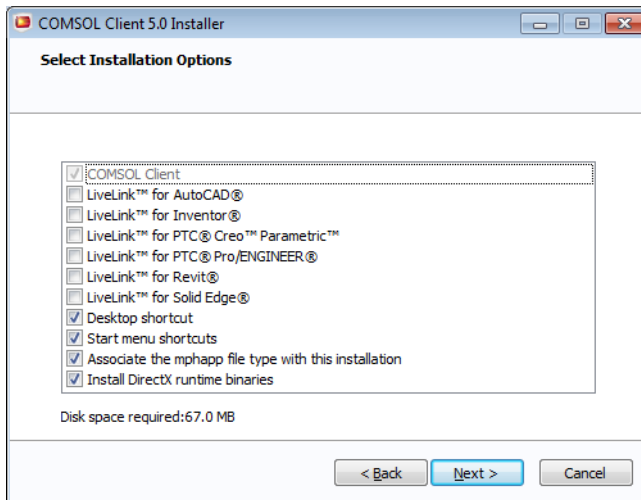 COMSOL Client 5.0 Installer
Select Installation Options
COMSOL Client
LiveLink™ for AutoCAD®
LiveLink™ for Inventor®
LiveLink™ for PTC® Creo™ Parametric™
LiveLink™ for PTC® Pro/ENGINEER®
LiveLink™ for Revit®
LiveLink™ for Solid Edge®
Desktop shortcut
Start menu shortcuts
Associate the mphapp file type with this installation
Install DirectX runtime binaries
Disk space required:67.0 MB
< Back Next > Cancel